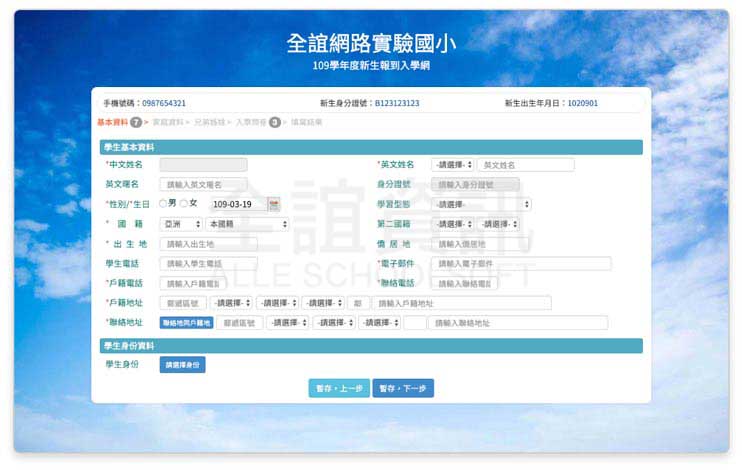 全誼網路實驗國小
109學年度新生報到入學網
手機號碼：0987654321 新生身分證號：B123123123 新生出生年月日：1020901
基本資料 7 > 家庭資料> 兄弟姊妹> 入學問卷 3 > 填寫結果
學生基本資料
*中文姓名 *英文姓名 -請選擇- 英文姓名
英文暱名 請輸入英文暱名 身分證號 請輸入身分證號
*性別/*生日 男 女 109-03-19 學習型態 -請選擇-
* 國 籍 亞洲 本國籍 第二國籍 -請選擇- -請選擇-
* 出 生 地 請輸入出生地 僑 居 地 請輸入僑居地
學生電話 請輸入學生電話 *電子郵件 請輸入電子郵件
*戶籍電話 請輸入戶籍電話 *聯絡電話 請輸入聯絡電話
*戶籍地址 郵遞區號 -請選擇- -請選擇- -請選擇- 鄰 請輸入戶籍地址
*聯絡地址 聯絡地同戶籍地 郵遞區號 -請選擇- -請選擇- -請選擇- 請輸入聯絡地址
學生身份資料
學生身份 請選擇身份
暫存，上一步 暫存，下一步
全誼資訊
ALLE SCHOOLSOFT